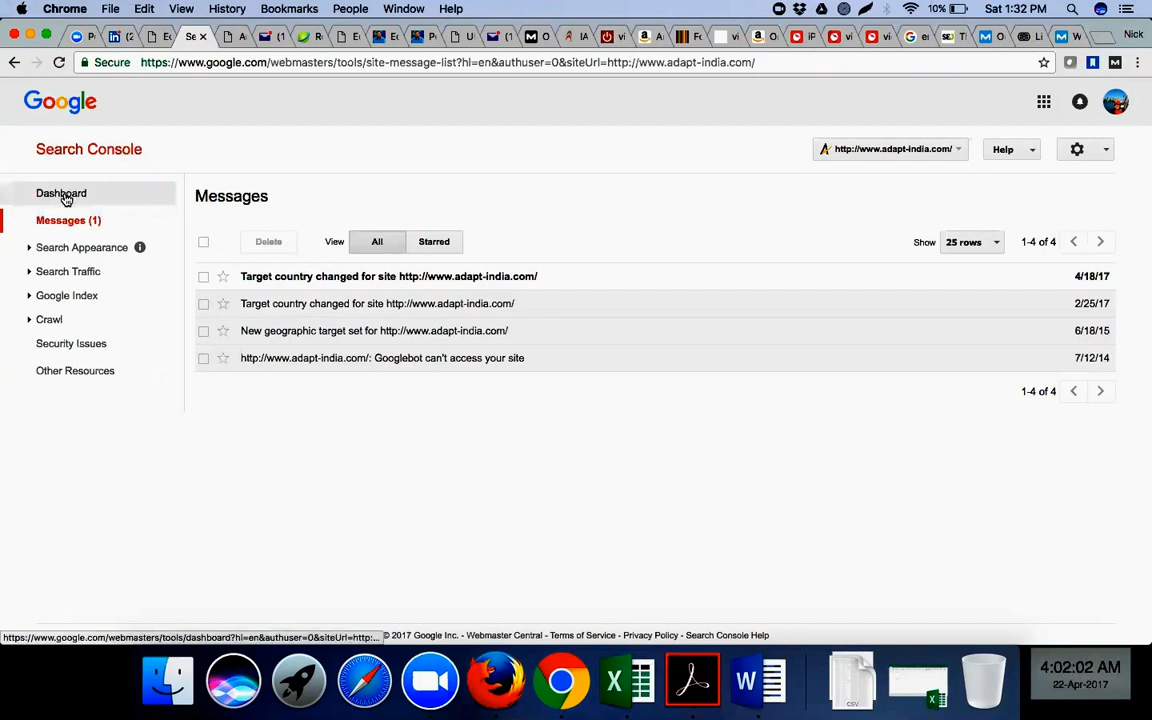 Chrome File Edit View History Bookmarks People Window Help 10% Sat 1:32 PM
Se Nick
Secure https://www.google.com/webmasters/tools/site-message-list?hl=en&authuser=0&siteUrl=http://www.adapt-india.com/
Google
Search Console http://www.adapt-india.com/ Help
Dashboard
Messages (1)
Search Appearance
Search Traffic
Google Index
Crawl
Security Issues
Other Resources
Messages
Delete View All Starred Show 25 rows 1-4 of 4
Target country changed for site http://www.adapt-india.com/ 4/18/17
Target country changed for site http://www.adapt-india.com/ 2/25/17
New geographic target set for http://www.adapt-india.com/ 6/18/15
http://www.adapt-india.com/: Googlebot can't access your site 7/12/14
1-4 of 4
https://www.google.com/webmasters/tools/dashboard?hl=en&authuser=0&siteUrl=http:... © 2017 Google Inc. - Webmaster Central - Terms of Service - Privacy Policy - Search Console Help
CSV
4:02:02 AM
22-Apr-2017